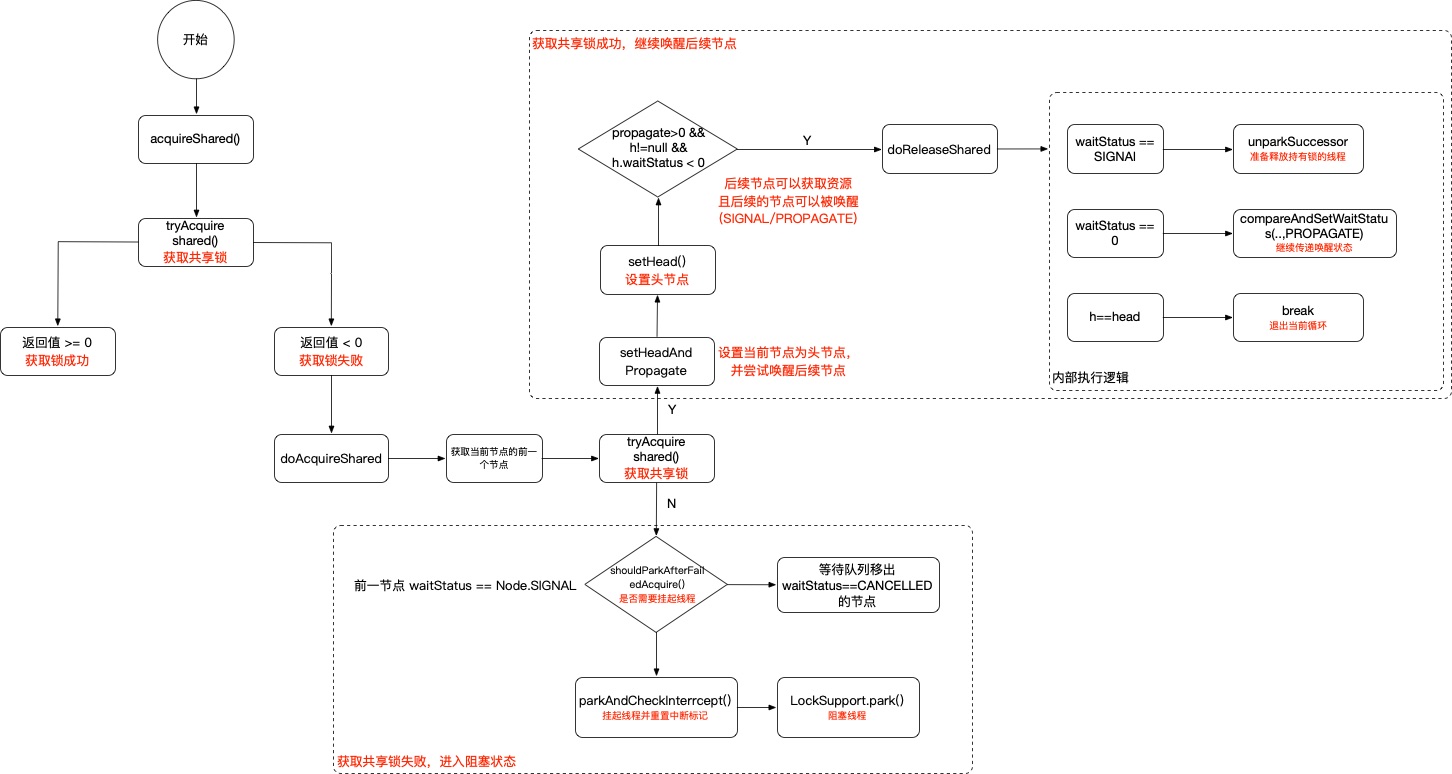 开始
acquireShared()
tryAcquire
shared()
获取共享锁
返回值 >= 0
获取锁成功
返回值 < 0
获取锁失败
doAcquireShared
获取当前节点的前一
个节点
tryAcquire
shared()
获取共享锁
Y
N
获取共享锁成功，继续唤醒后续节点
propagate>0 &&
h!=null &&
h.waitStatus < 0
Y
后续节点可以获取资源
且后续的节点可以被唤醒
(SIGNAL/PROPAGATE)
setHead()
设置头节点
setHeadAnd
Propagate
设置当前节点为头节点，
并尝试唤醒后续节点
doReleaseShared
waitStatus ==
SIGNAl
unparkSuccessor
准备释放持有锁的线程
waitStatus ==
0
compareAndSetWaitStatu
s(..,PROPAGATE)
继续传递唤醒状态
h==head
break
退出当前循环
内部执行逻辑
前一节点 waitStatus == Node.SIGNAL
shouldParkAfterFail
edAcquire()
是否需要挂起线程
等待队列移出
waitStatus==CANCELLED
的节点
parkAndCheckInterrcept()
挂起线程并重置中断标记
LockSupport.park()
阻塞线程
获取共享锁失败，进入阻塞状态